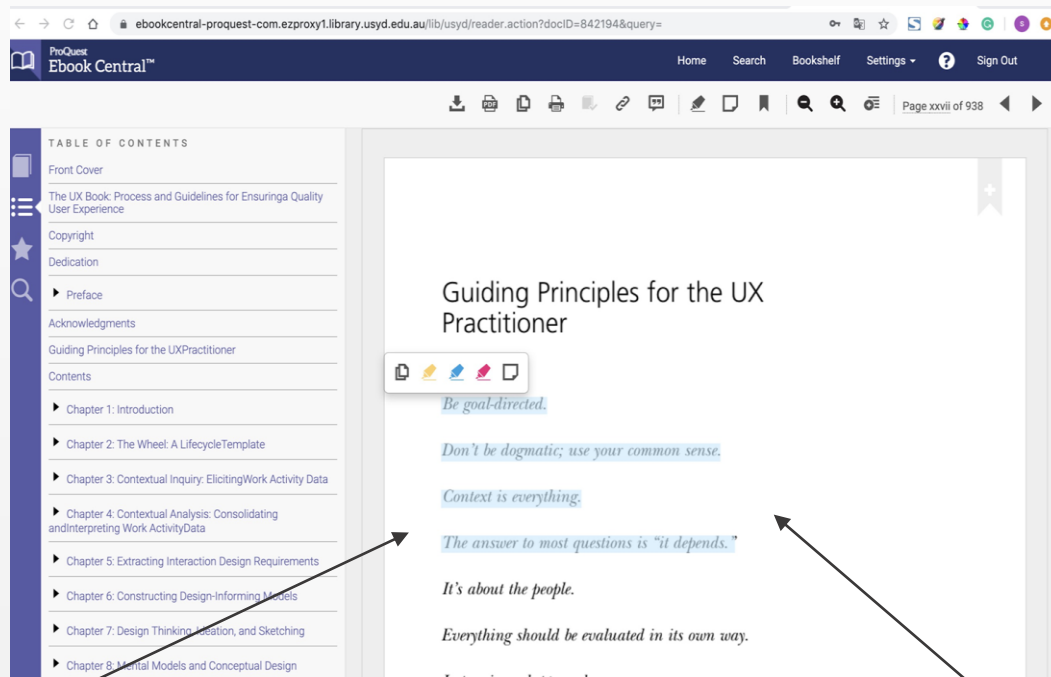 ebookcentral-proquest-com.ezproxy1.library.usyd.edu.au/lib/usyd/reader.action?docID=842194&query=
ProQuest
Ebook Central™
Home Search Bookshelf Settings ? Sign Out
PDF
Page xxvii of 938
TABLE OF CONTENTS
Front Cover
The UX Book: Process and Guidelines for Ensuringa Quality
User Experience
Copyright
Dedication
Preface
Acknowledgments
Guiding Principles for the UXPractitioner
Contents
Chapter 1: Introduction
Chapter 2: The Wheel: A LifecycleTemplate
Chapter 3: Contextual Inquiry: ElicitingWork Activity Data
Chapter 4: Contextual Analysis: Consolidating
andInterpreting Work ActivityData
Chapter 5: Extracting Interaction Design Requirements
Chapter 6: Constructing Design-Informing Models
Chapter 7: Design Thinking, Ideation, and Sketching
Chapter 8: Mental Models and Conceptual Design
Guiding Principles for the UX
Practitioner
Be goal-directed.
Don't be dogmatic; use your common sense.
Context is everything.
The answer to most questions is “it depends.”
It's about the people.
Everything should be evaluated in its own way.